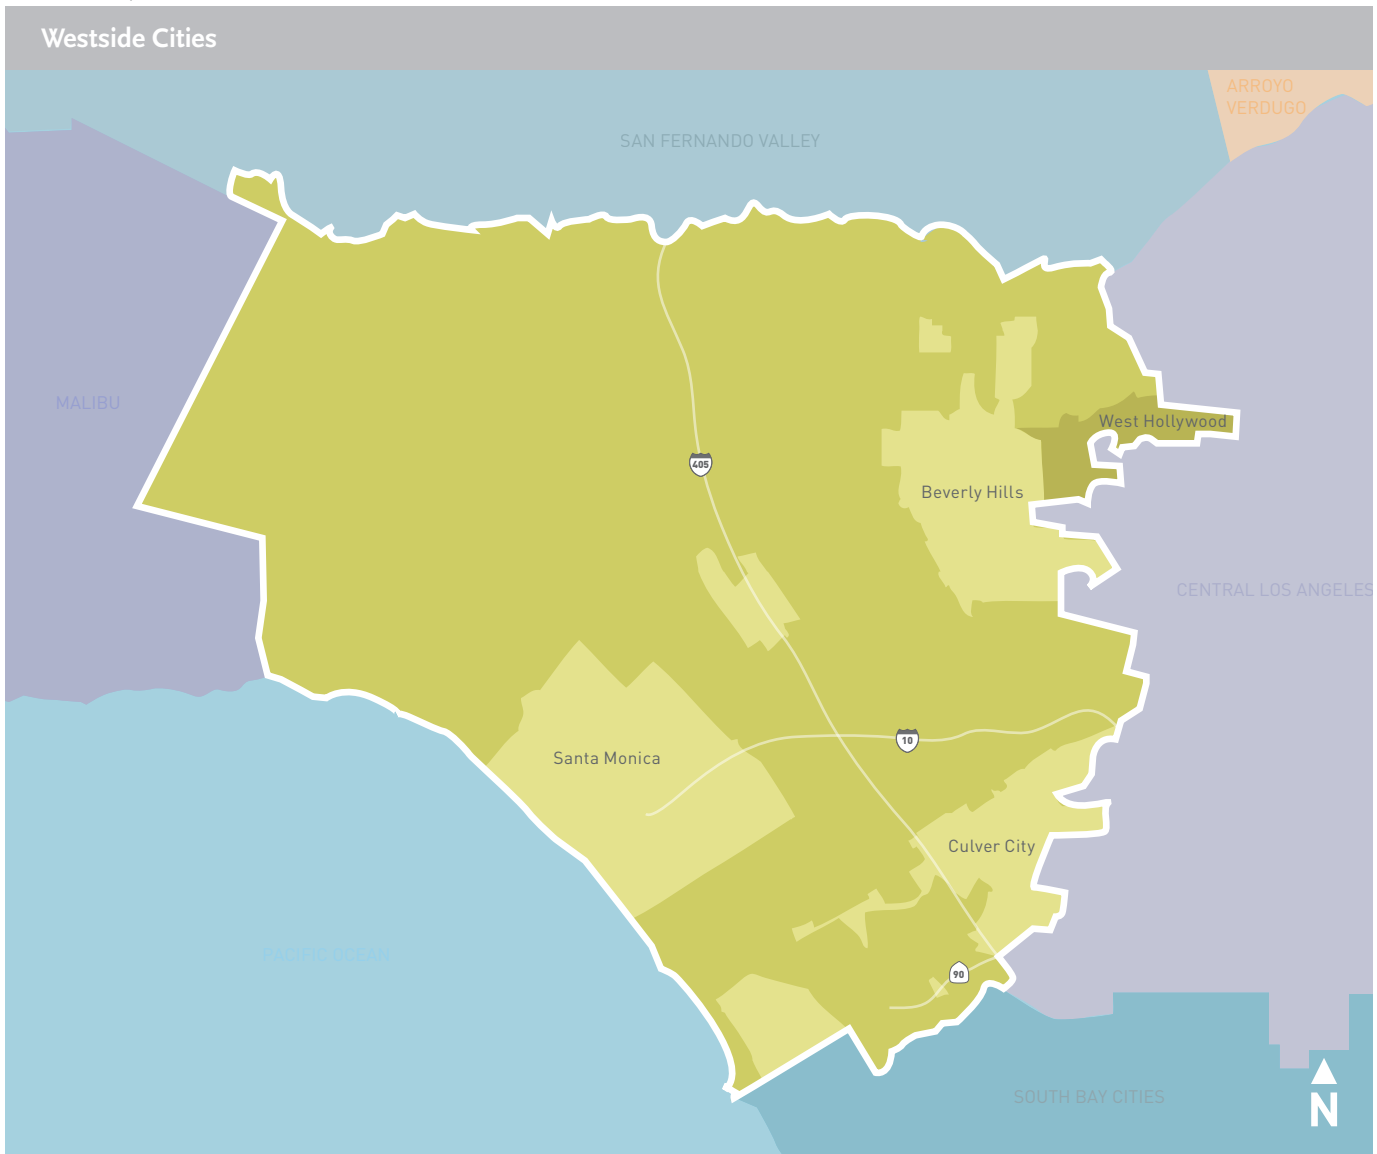 Westside Cities
ARROYO
VERDUGO
SAN FERNANDO VALLEY
MALIBU
West Hollywood
405
Beverly Hills
CENTRAL LOS ANGELES
10
Santa Monica
Culver City
PACIFIC OCEAN
90
SOUTH BAY CITIES
N